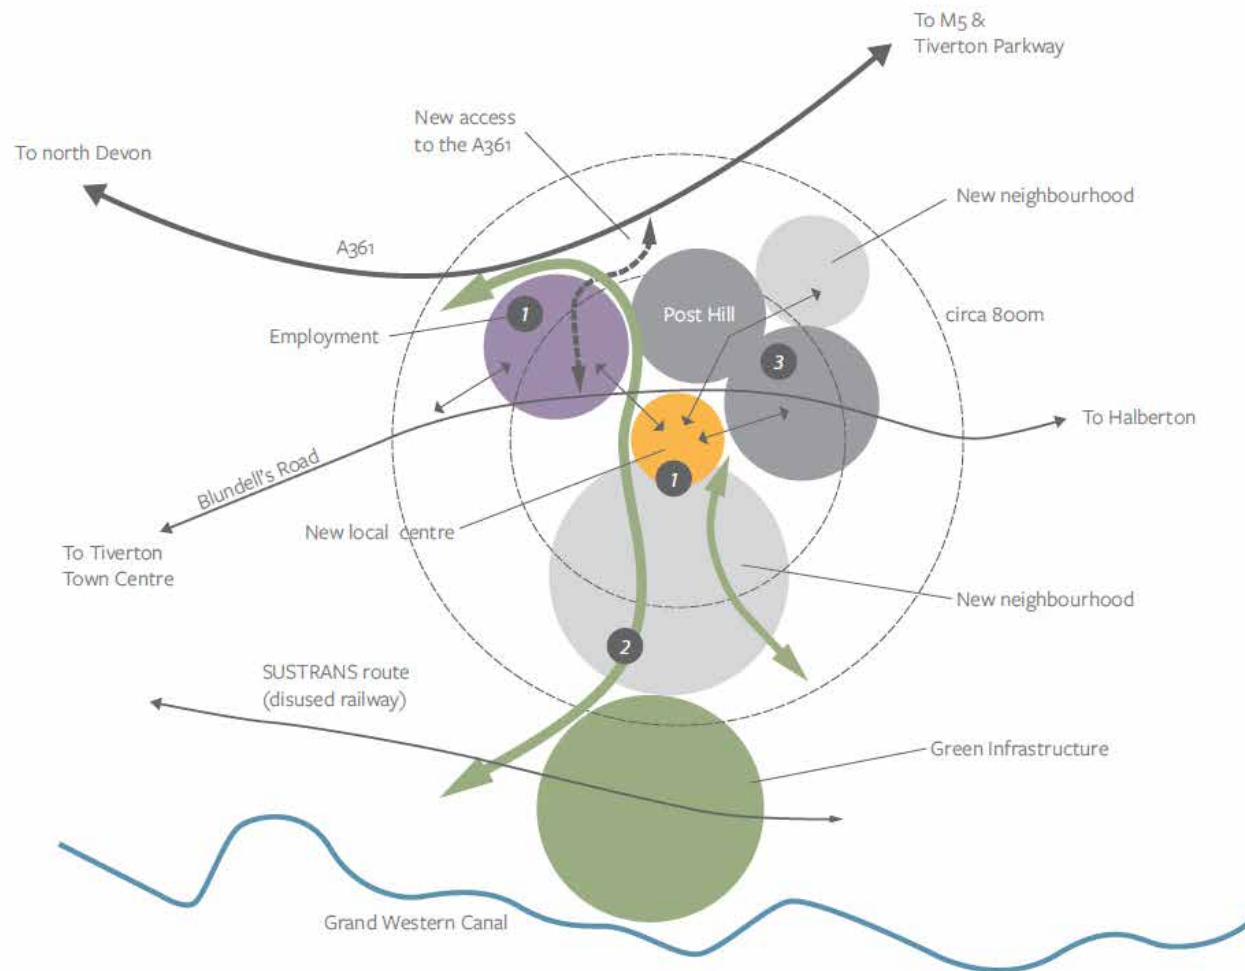 To M5 &
Tiverton Parkway
New access
to the A361
To north Devon
New neighbourhood
A361
1
Post Hill
circa 800m
Employment
3
To Halberton
Blundell's Road
1
New local centre
To Tiverton
Town Centre
New neighbourhood
2
SUSTRANS route
(disused railway)
Green Infrastructure
Grand Western Canal